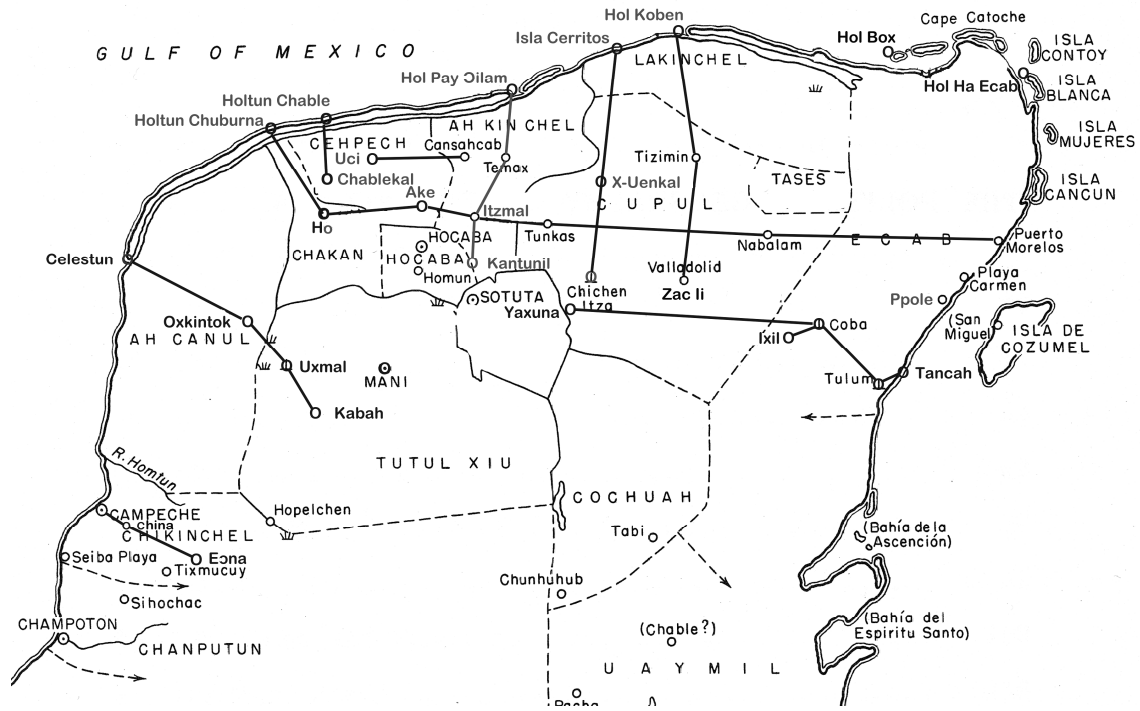 Hol Koben
Cape Catoche
GULF OF MEXICO
Isla Cerritos
Hol Box
ISLA
CONTOY
LAKINCHEL
Hol Pay Ɔilam
Hol Ha Ecab
ISLA
BLANCA
Holtun Chable
Holtun Chuburna
AH KIN CHEL
ISLA
MUJERES
CEHPECH
Cansahcab
Uci
Temax
Tizimin
Chablekal
X-Uenkal
TASES
ISLA
CANCUN
Ake
Itzmal
CUPUL
Ho
Tunkas
Nabalam
ECAB
Puerto
Morelos
HOCABA
CHAKAN
HOCABA
Homun
Kantunil
Celestun
Valladolid
Zac Ii
Playa
Carmen
Chichen
Itza
SOTUTA
Yaxuna
Ppole
Oxkintok
AH CANUL
Coba
Ixil
(San
Miguel)
ISLA DE
COZUMEL
Uxmal
MANI
Tulum
Tancah
Kabah
R. Homtun
TUTUL XIU
COCHUAH
CAMPECHE
china
CHIKINCHEL
Hopelchen
Tabi
(Bahía de la
Ascención)
Seiba Playa
Eɔna
Tixmucuy
Chunhuhub
Sihochac
CHAMPOTON
CHANPUTUN
(Chable?)
(Bahía del
Espiritu Santo)
UAYMIL